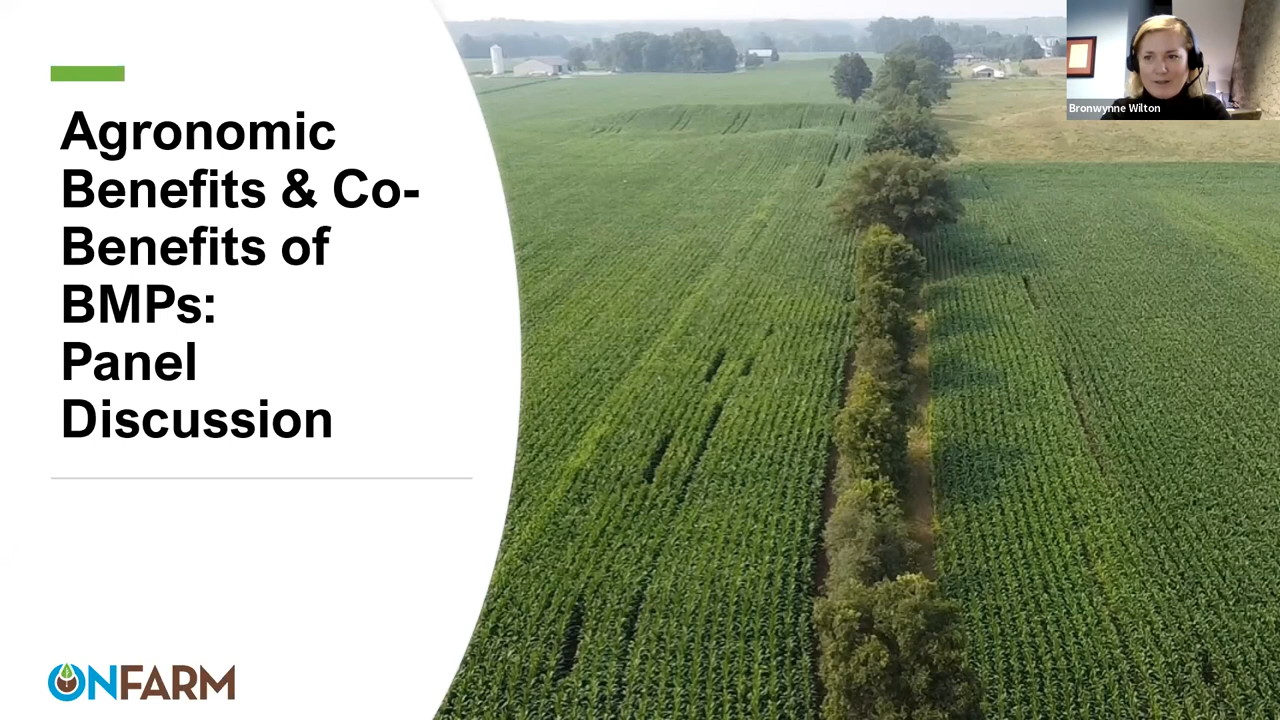 Agronomic
Benefits & Co-
Benefits of
BMPs:
Panel
Discussion
Bronwynne Wilton
ONFARM